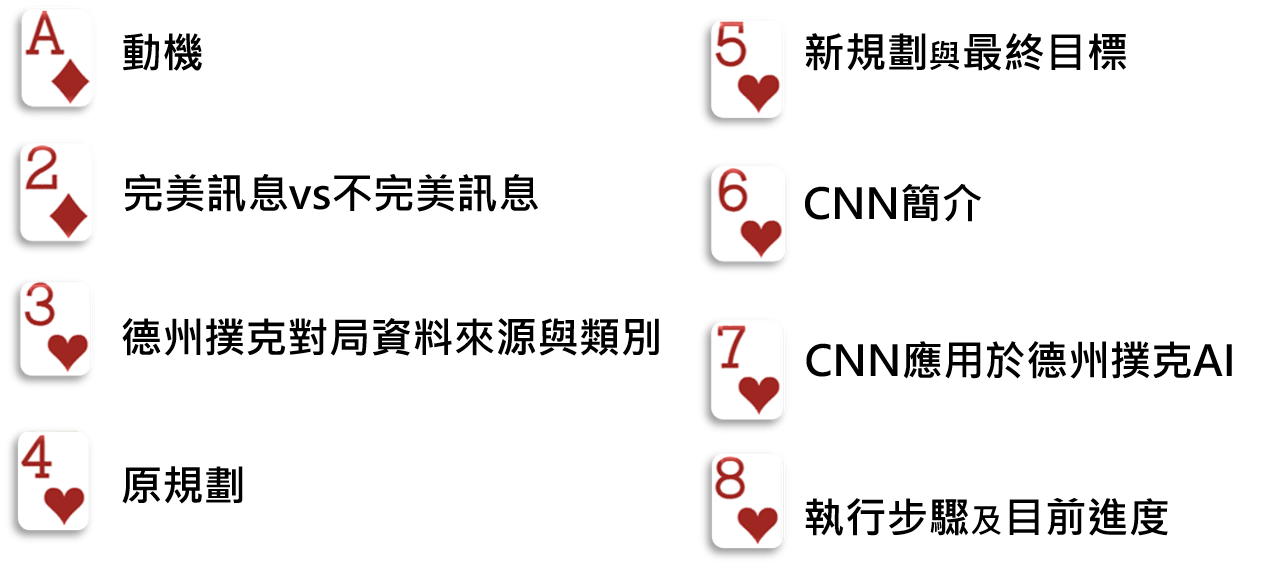 A
動機
2
完美訊息vs不完美訊息
3
德州撲克對局資料來源與類別
4
原規劃
5
新規劃與最終目標
6
CNN簡介
7
CNN應用於德州撲克AI
8
執行步驟及目前進度